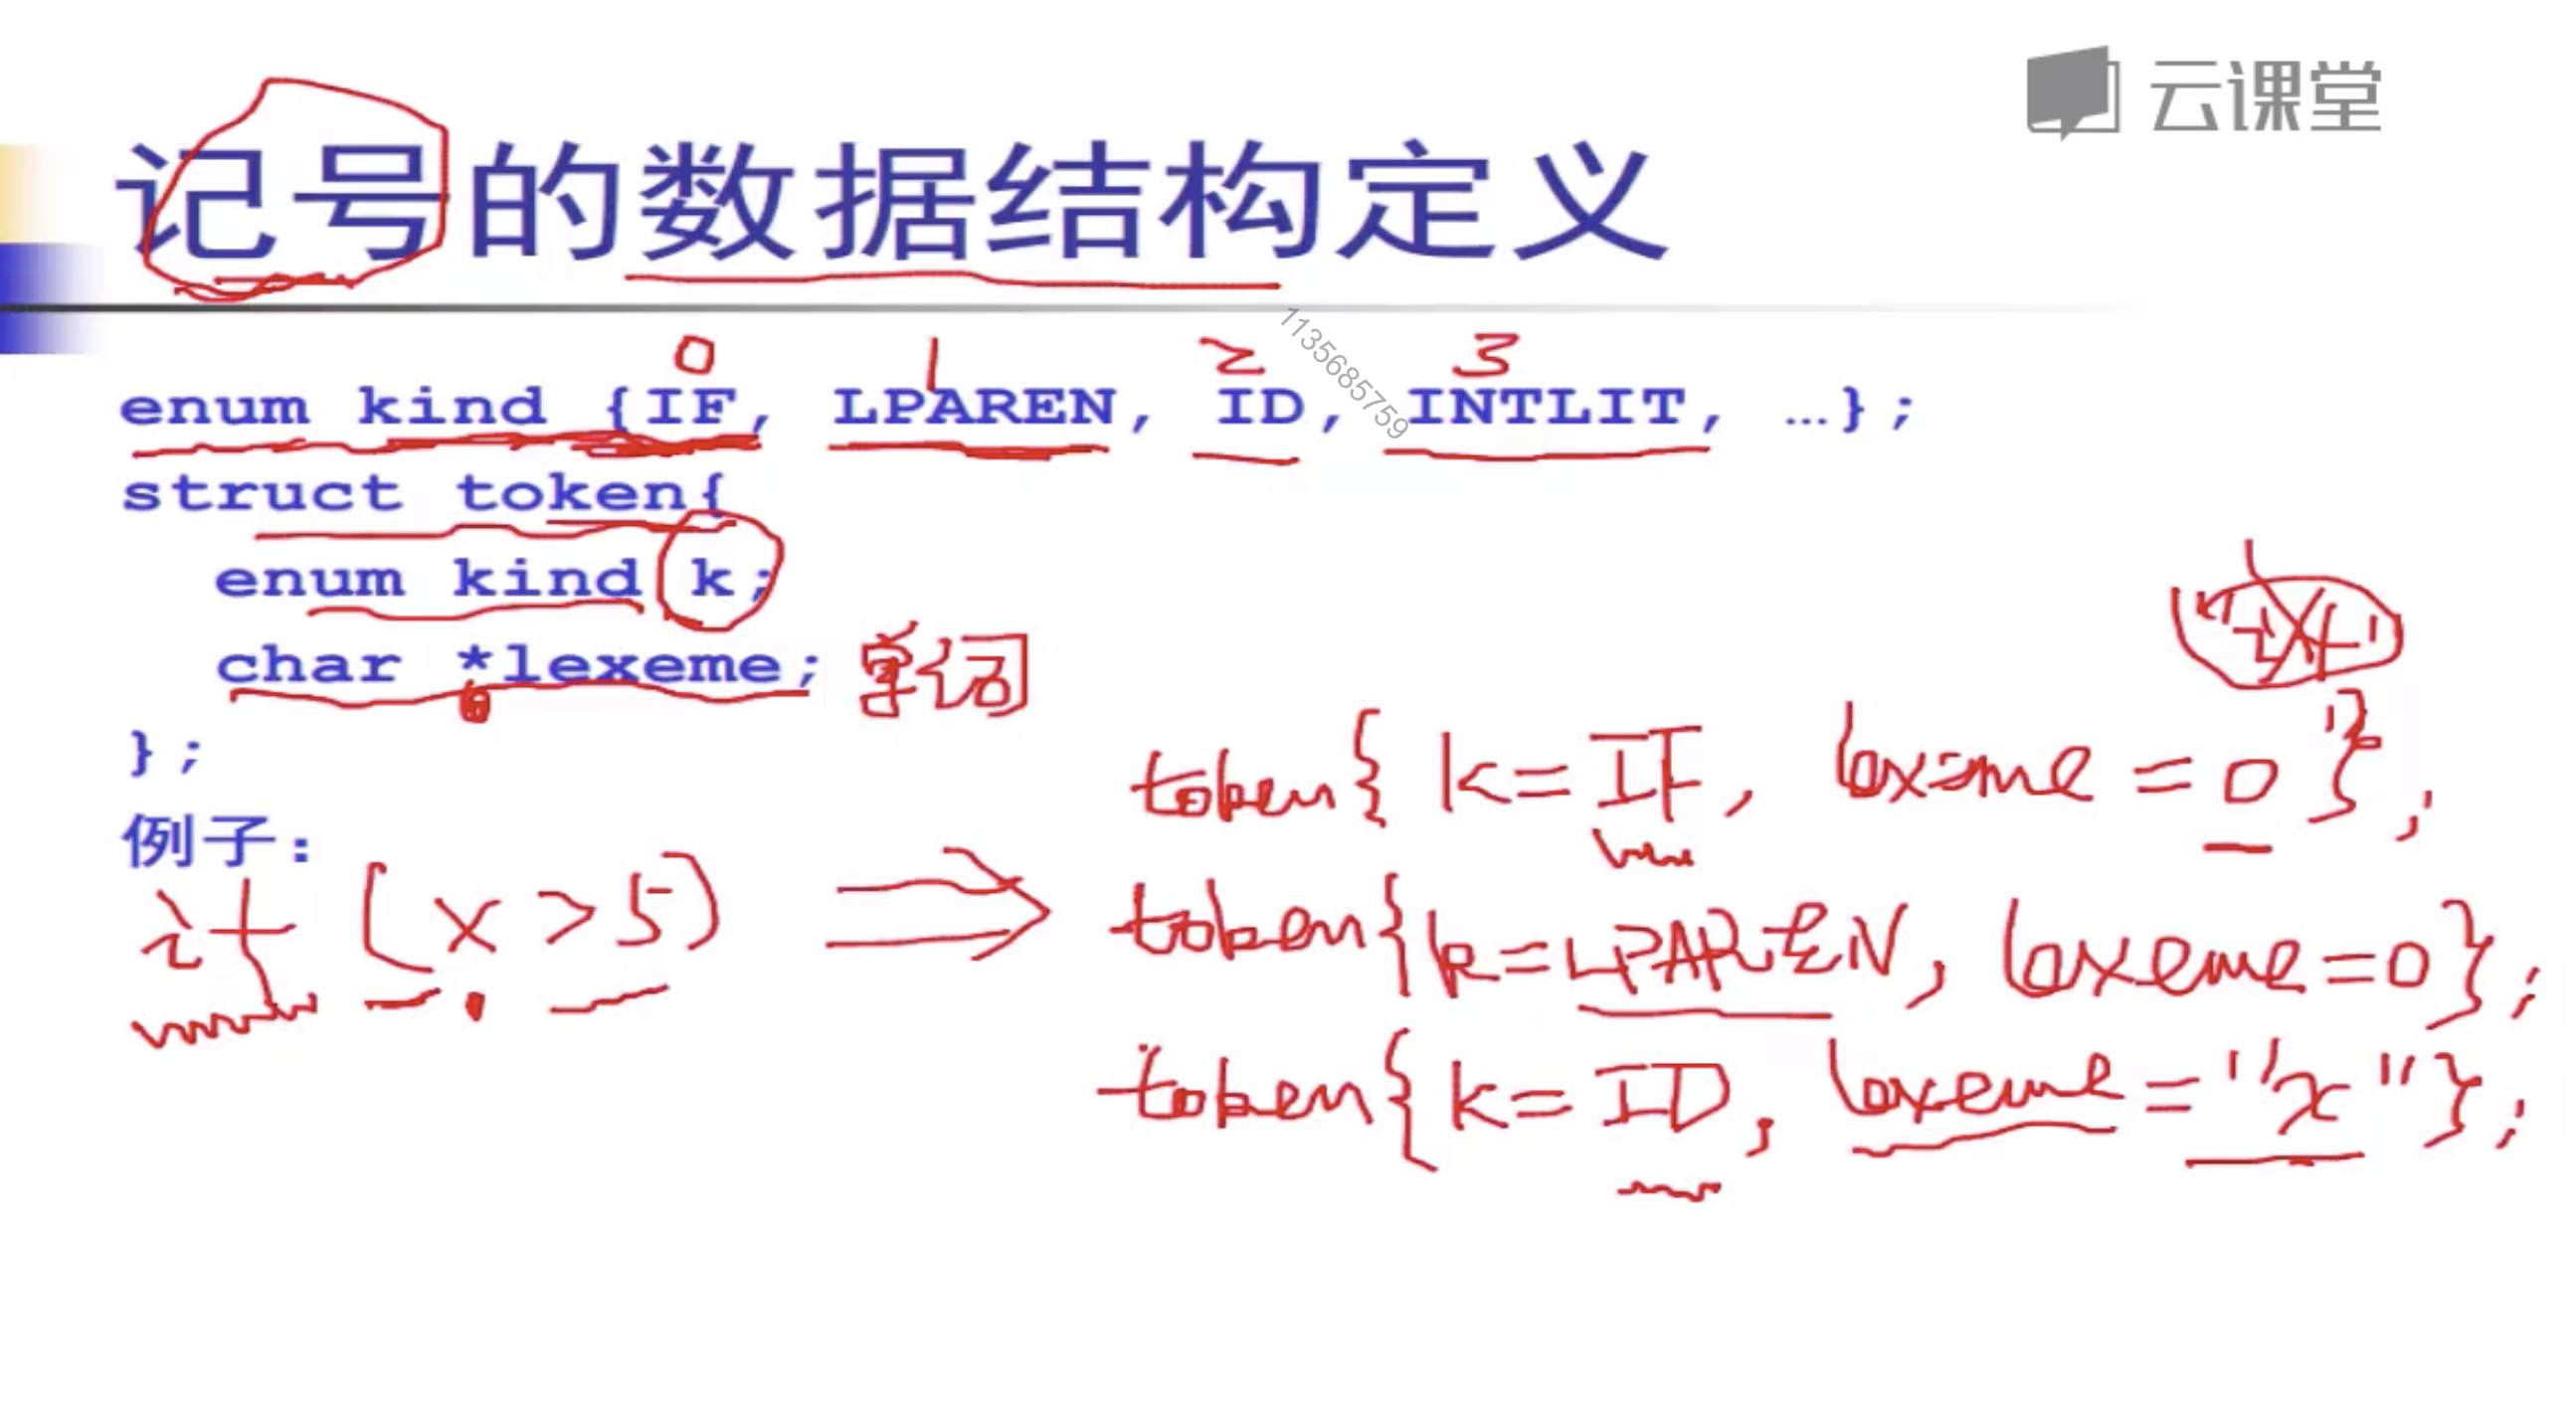 云课堂
记号的数据结构定义
1135685759
0 1 2 3
enum kind {IF, LPAREN, ID, INTLIT, …};
struct token{
enum kind k;
char *lexeme; 单词
};
"if"
例子:
if (x > 5)
token{ k = IF, lexeme = 0 };
token{ k = LPAREN, lexeme = 0 };
token{ k = ID, lexeme = "x" };